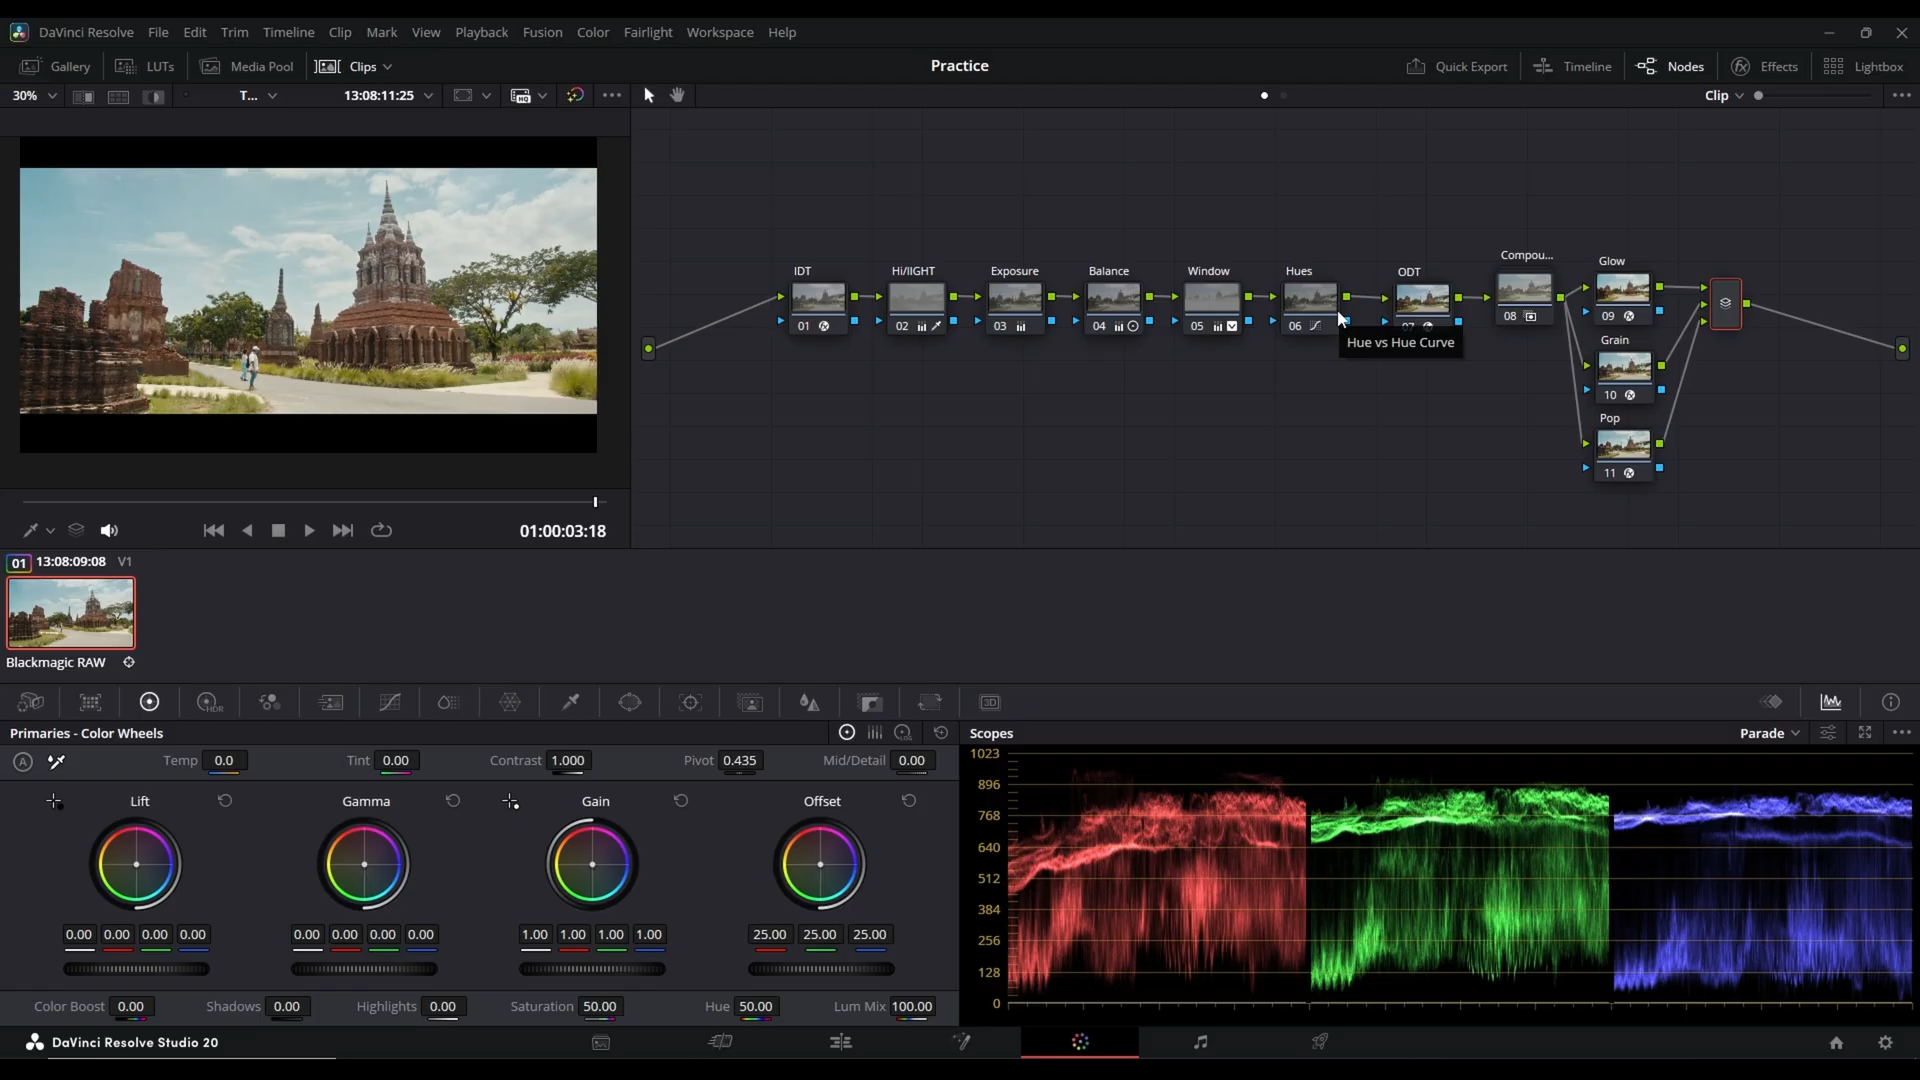 DaVinci Resolve File Edit Trim Timeline Clip Mark View Playback Fusion Color Fairlight Workspace Help
Gallery LUTs Media Pool Clips Practice Quick Export Timeline Nodes Effects Lightbox
30% T... 13:08:11:25 HQ Clip
Compou... Glow
IDT Hi/lIGHT Exposure Balance Window Hues ODT
01 02 03 04 05 06 07 08 09
Hue vs Hue Curve
Grain
10
Pop
11
01:00:03:18
01 13:08:09:08 V1
Blackmagic RAW
HDR 3D
Primaries - Color Wheels LOG
Scopes Parade
A Temp 0.0 Tint 0.00 Contrast 1.000 Pivot 0.435 Mid/Detail 0.00
Lift Gamma Gain Offset
0.00 0.00 0.00 0.00 0.00 0.00 0.00 0.00 1.00 1.00 1.00 1.00 25.00 25.00 25.00
Color Boost 0.00 Shadows 0.00 Highlights 0.00 Saturation 50.00 Hue 50.00 Lum Mix 100.00
1023
896
768
640
512
384
256
128
0
DaVinci Resolve Studio 20